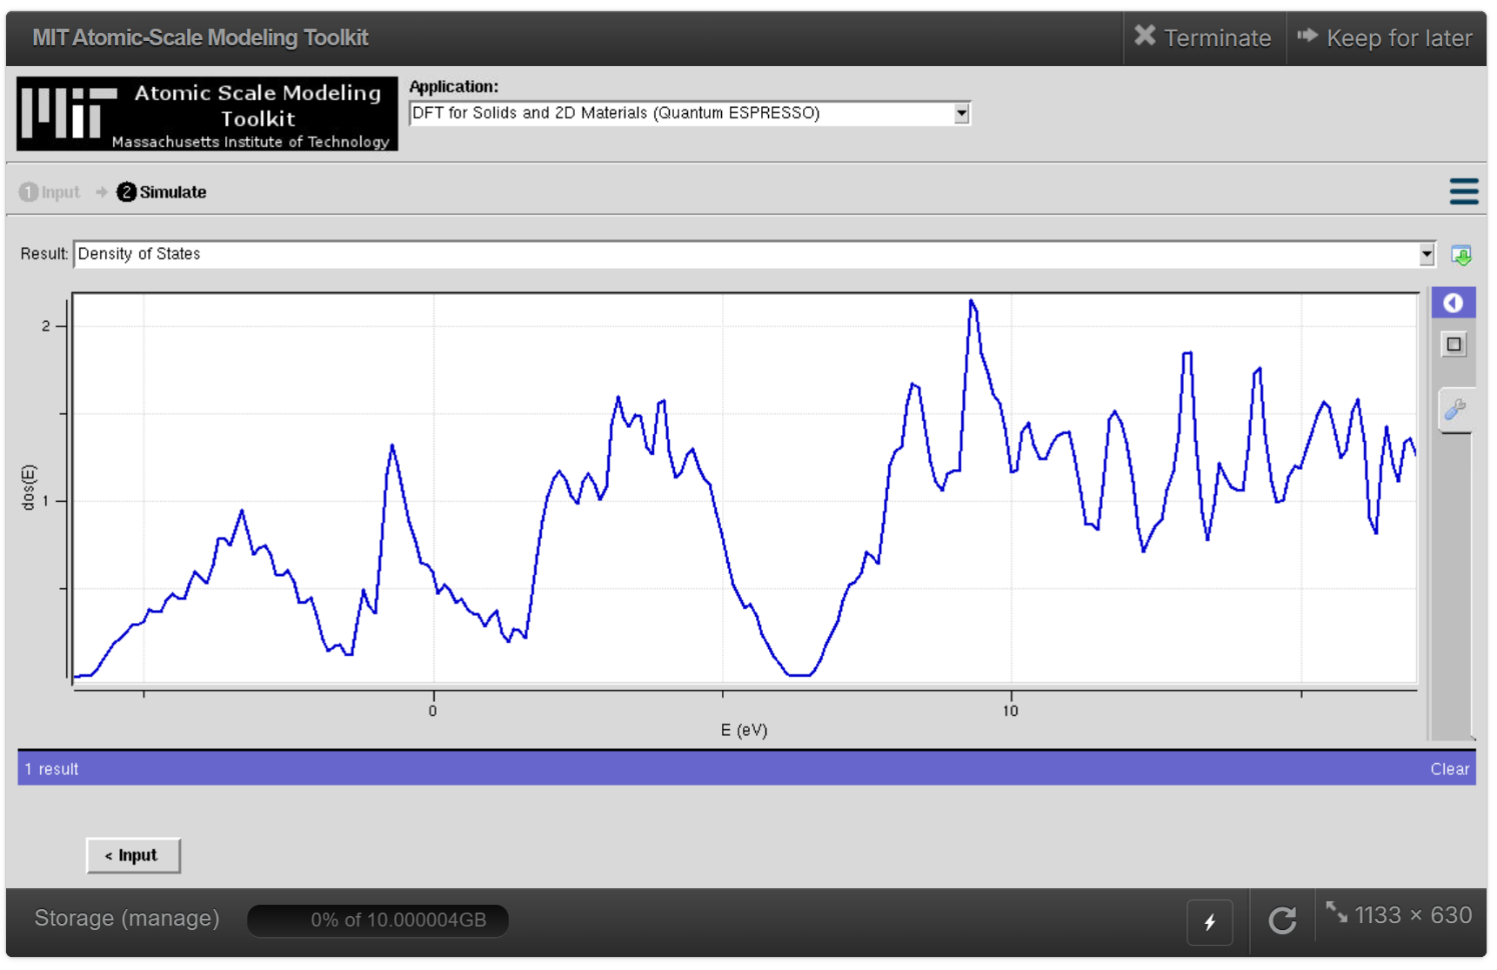 MIT Atomic-Scale Modeling Toolkit
Terminate
Keep for later
MIT
Atomic Scale Modeling
Toolkit
Massachusetts Institute of Technology
Application:
DFT for Solids and 2D Materials (Quantum ESPRESSO)
1 Input
2 Simulate
Result: Density of States
2
1
dos(E)
0
10
E (eV)
1 result
Clear
< Input
Storage (manage)
0% of 10.000004GB
1133 × 630